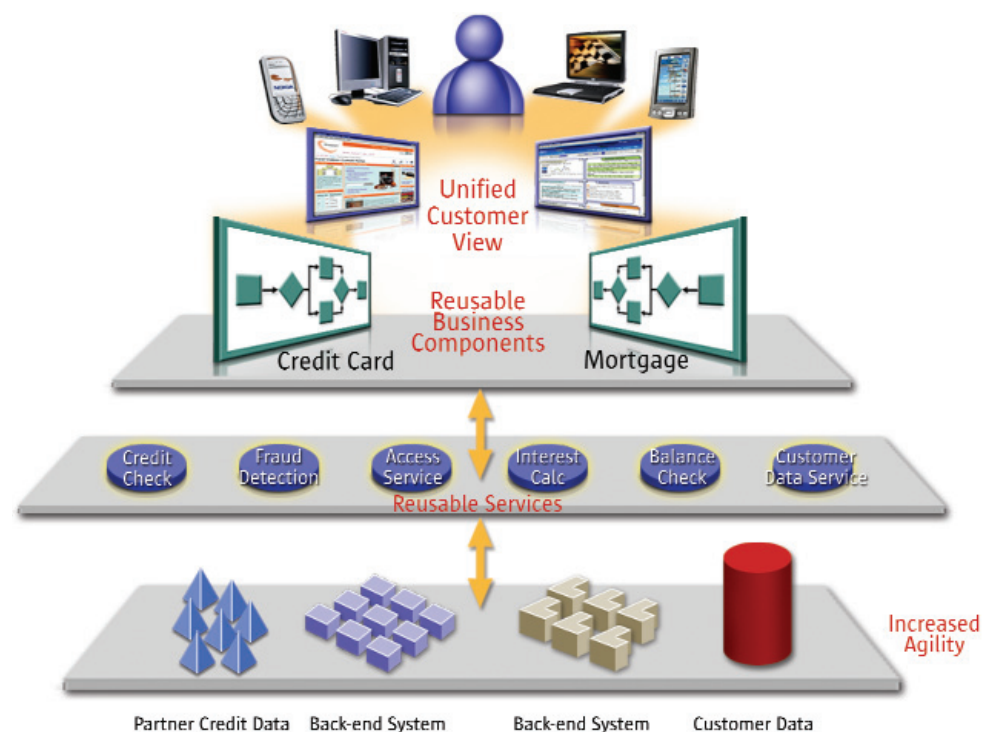 NOKIA
Unified
Customer
View
Reusable
Business
Components
Credit Card
Mortgage
Credit
Check
Fraud
Detection
Access
Service
Interest
Calc
Balance
Check
Customer
Data Service
Reusable Services
Increased
Agility
Partner Credit Data
Back-end System
Back-end System
Customer Data